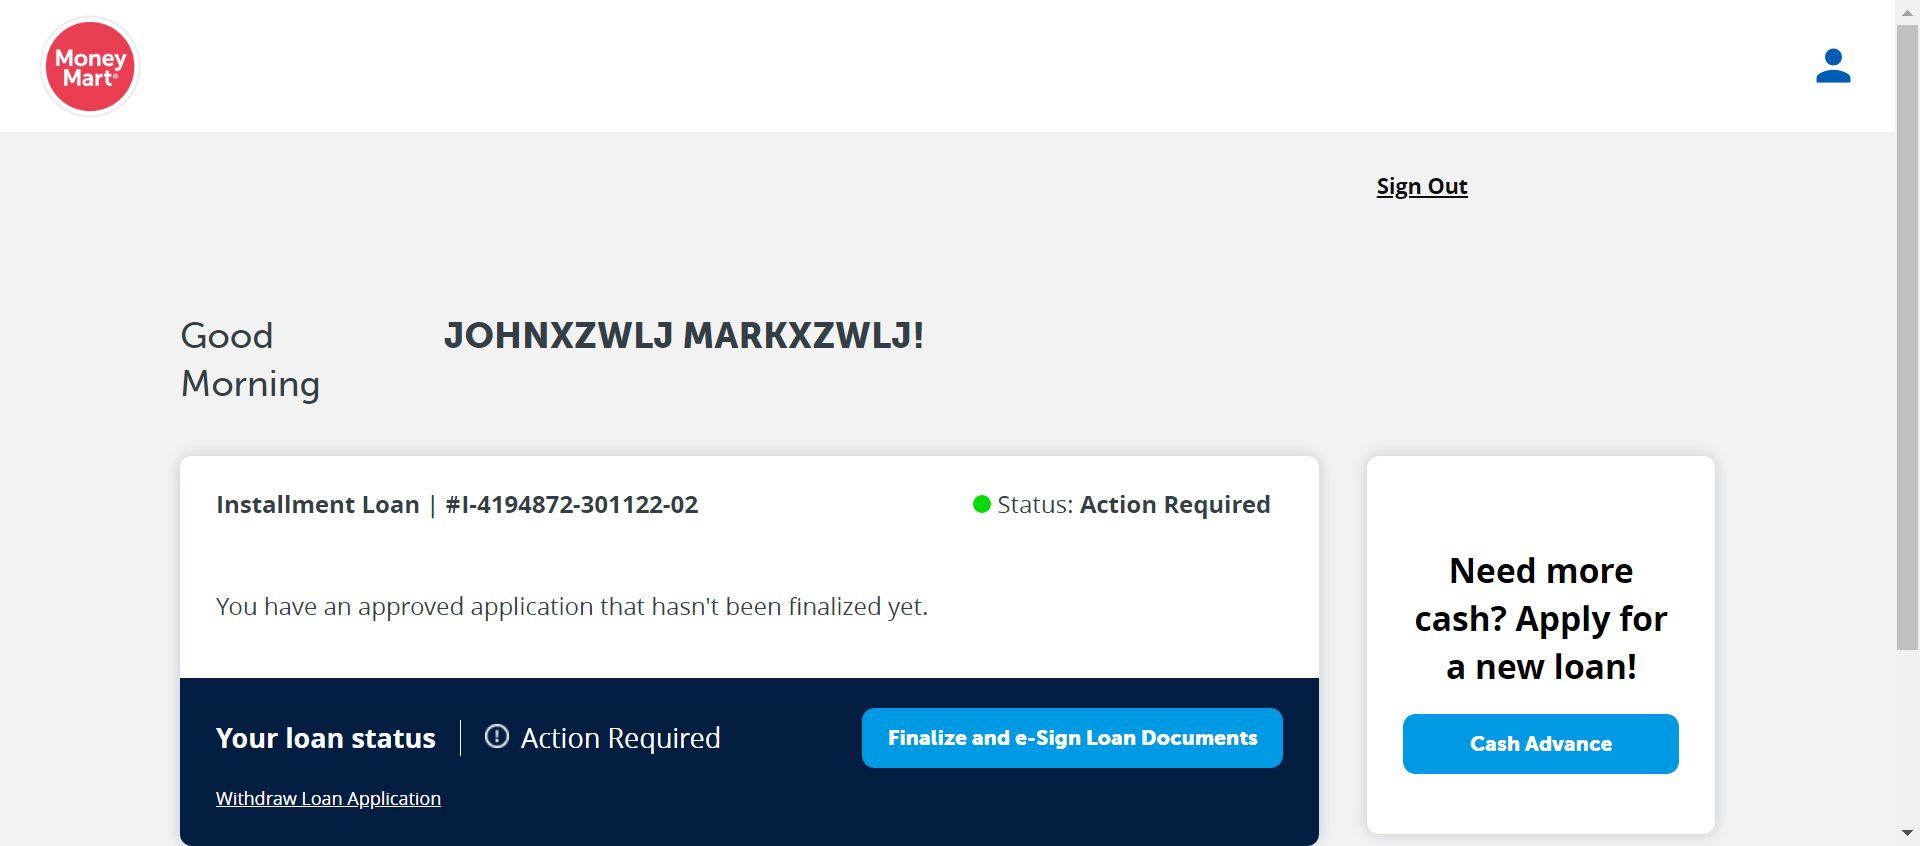 Money
Mart®
Sign Out
Good
Morning
JOHNXZWLJ MARKXZWLJ!
Installment Loan | #I-4194872-301122-02
Status: Action Required
You have an approved application that hasn't been finalized yet.
Your loan status
Action Required
Finalize and e-Sign Loan Documents
Withdraw Loan Application
Need more
cash? Apply for
a new loan!
Cash Advance